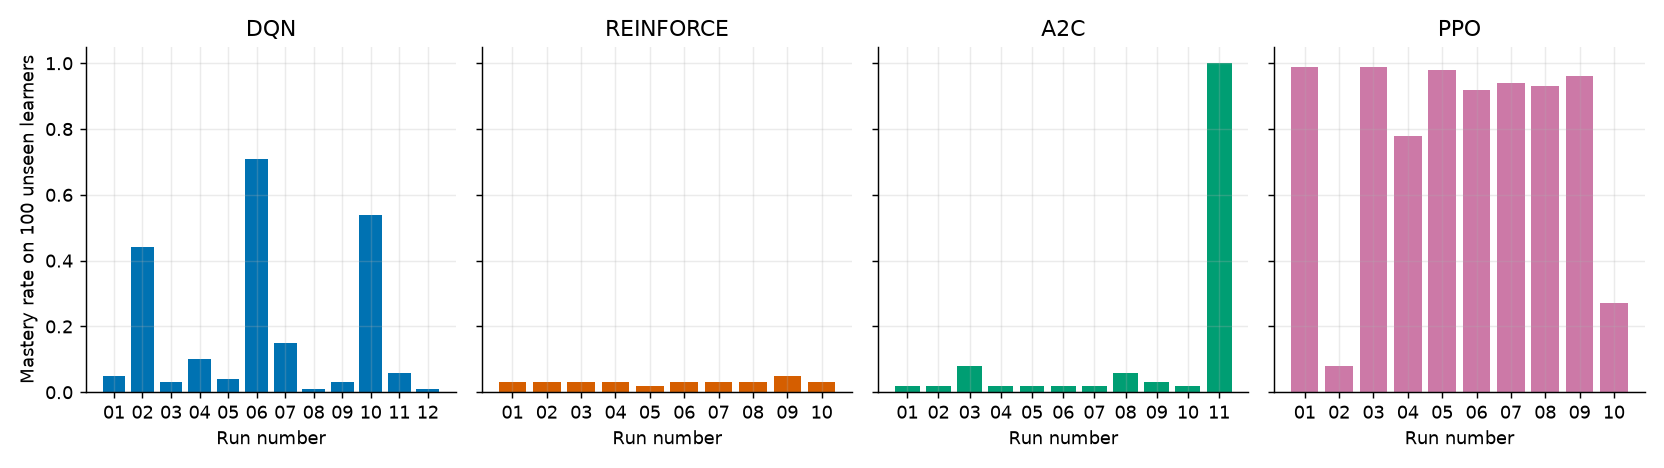 DQN
REINFORCE
A2C
PPO
Mastery rate on 100 unseen learners
1.0
0.8
0.6
0.4
0.2
0.0
01 02 03 04 05 06 07 08 09 10 11 12
01 02 03 04 05 06 07 08 09 10
01 02 03 04 05 06 07 08 09 10 11
01 02 03 04 05 06 07 08 09 10
Run number
Run number
Run number
Run number